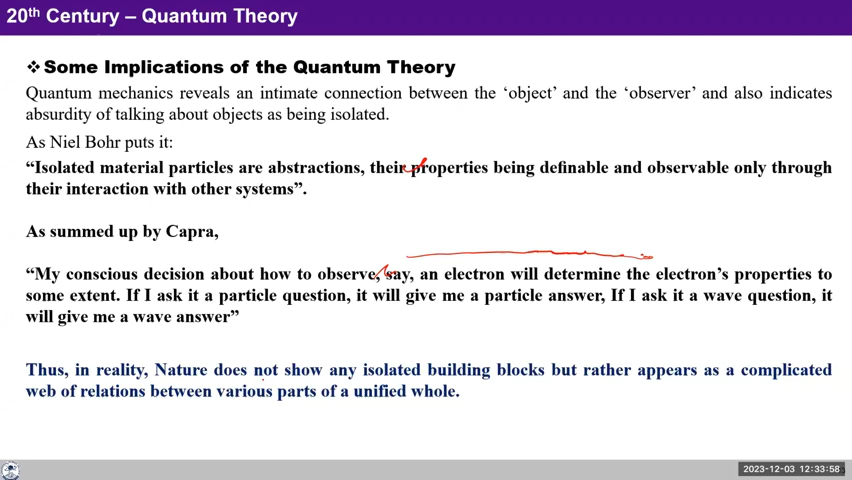 20th Century – Quantum Theory
❖Some Implications of the Quantum Theory
Quantum mechanics reveals an intimate connection between the ‘object’ and the ‘observer’ and also indicates
absurdity of talking about objects as being isolated.
As Niel Bohr puts it:
“Isolated material particles are abstractions, their properties being definable and observable only through
their interaction with other systems”.
As summed up by Capra,
“My conscious decision about how to observe, say, an electron will determine the electron’s properties to
some extent. If I ask it a particle question, it will give me a particle answer, If I ask it a wave question, it
will give me a wave answer”
Thus, in reality, Nature does not show any isolated building blocks but rather appears as a complicated
web of relations between various parts of a unified whole.
2023-12-03 12:33:58